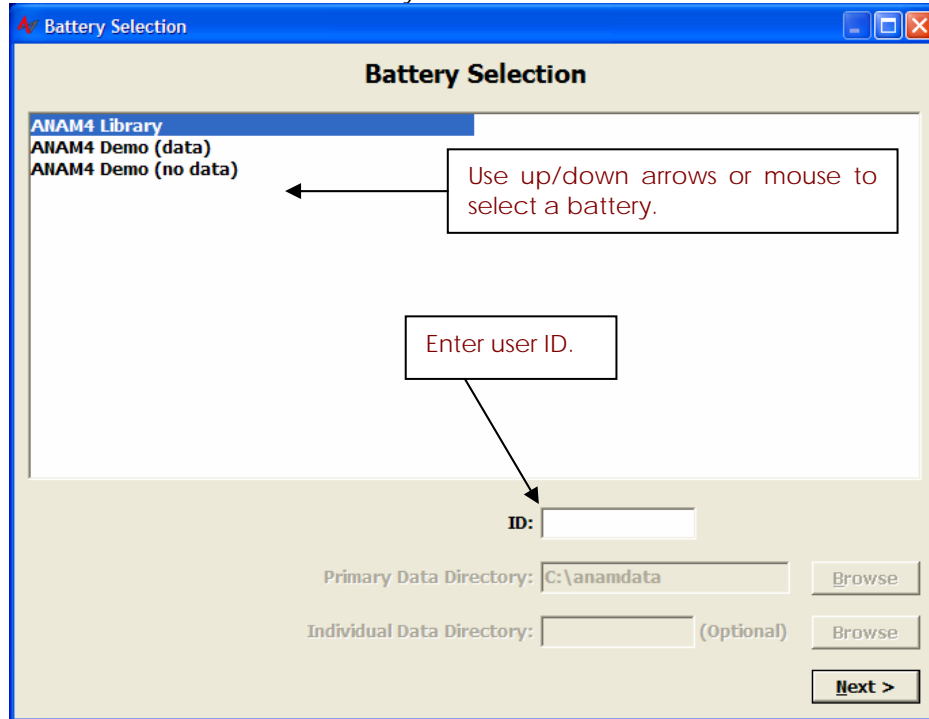 Battery Selection
Battery Selection
ANAM4 Library
ANAM4 Demo (data)
ANAM4 Demo (no data)
Use up/down arrows or mouse to
select a battery.
Enter user ID.
ID:
Primary Data Directory: C:\anamdata Browse
Individual Data Directory: (Optional) Browse
Next >